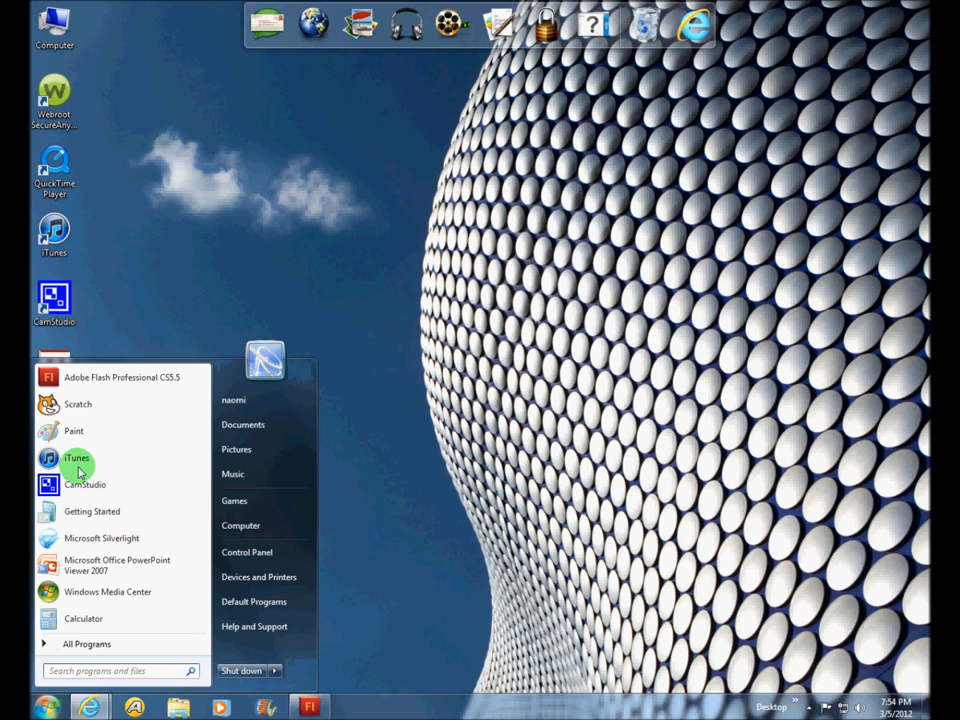 Computer
Webroot
SecureAny...
QuickTime
Player
iTunes
CamStudio
Fl
Adobe Flash Professional CS5.5
Scratch
Paint
iTunes
CamStudio
Getting Started
Microsoft Silverlight
Microsoft Office PowerPoint
Viewer 2007
Windows Media Center
Calculator
All Programs
Search programs and files
naomi
Documents
Pictures
Music
Games
Computer
Control Panel
Devices and Printers
Default Programs
Help and Support
Shut down
Fl
Desktop
7:54 PM
3/5/2012